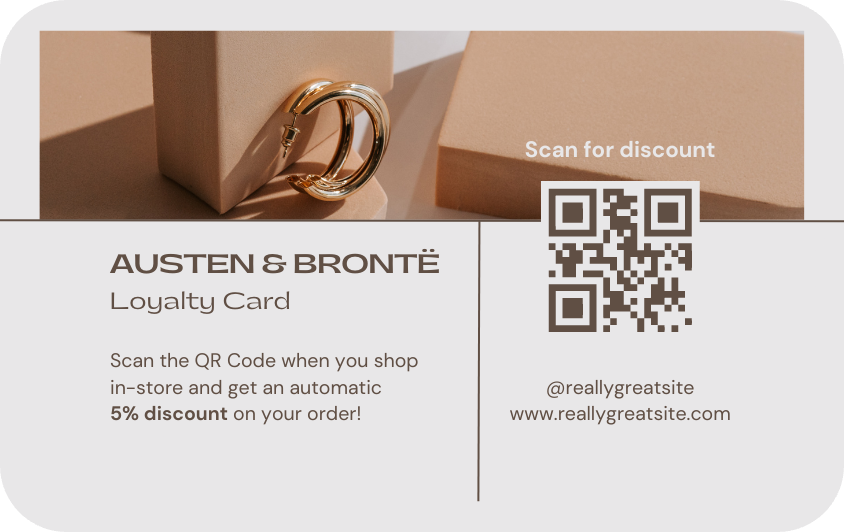 Scan for discount
AUSTEN & BRONTË
Loyalty Card
Scan the QR Code when you shop
in-store and get an automatic
5% discount on your order!
@reallygreatsite
www.reallygreatsite.com